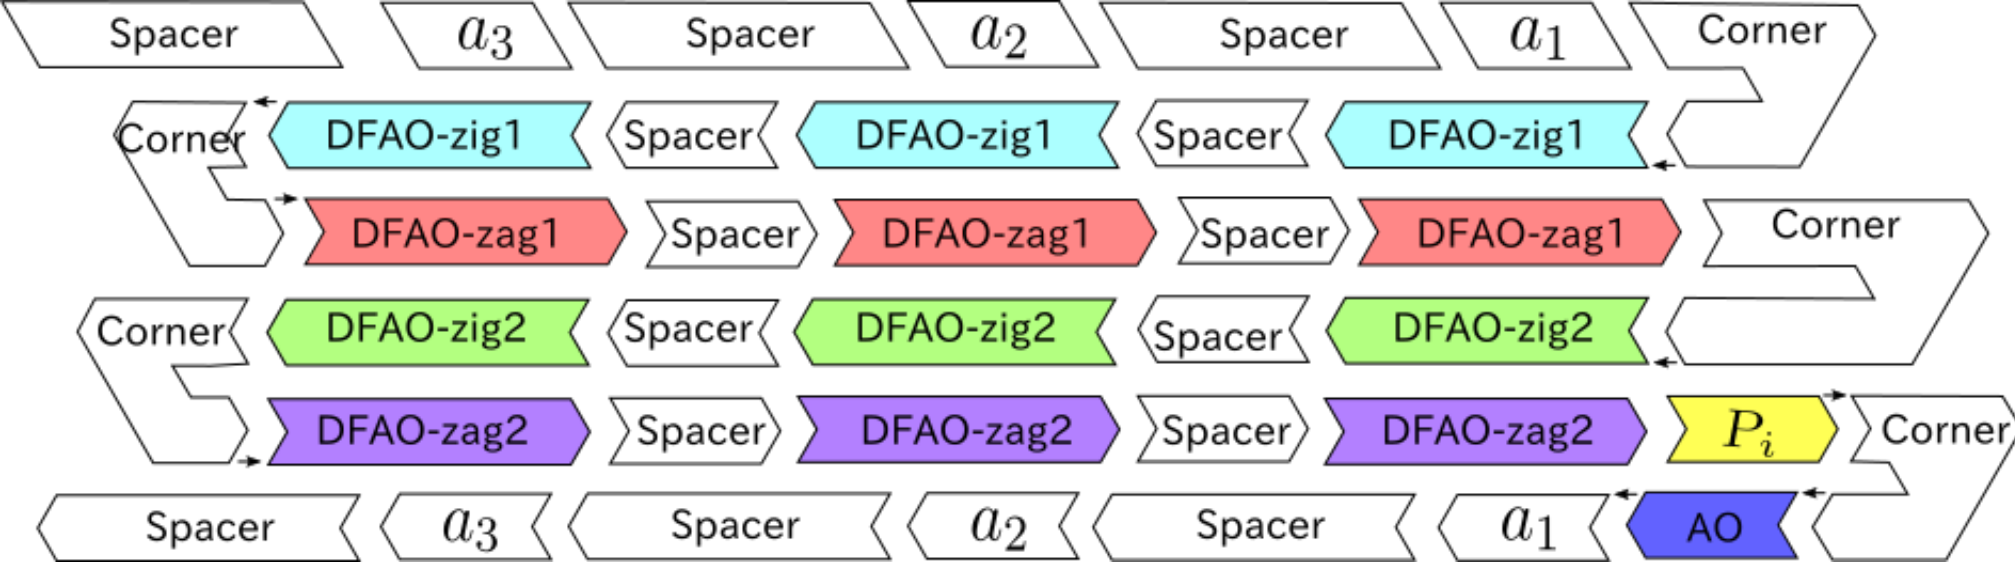 Spacer a3 Spacer a2 Spacer a1 Corner
Corner DFAO-zig1 Spacer DFAO-zig1 Spacer DFAO-zig1
DFAO-zag1 Spacer DFAO-zag1 Spacer DFAO-zag1 Corner
Corner DFAO-zig2 Spacer DFAO-zig2 Spacer DFAO-zig2
DFAO-zag2 Spacer DFAO-zag2 Spacer DFAO-zag2 Pi Corner
Spacer a3 Spacer a2 Spacer a1 AO